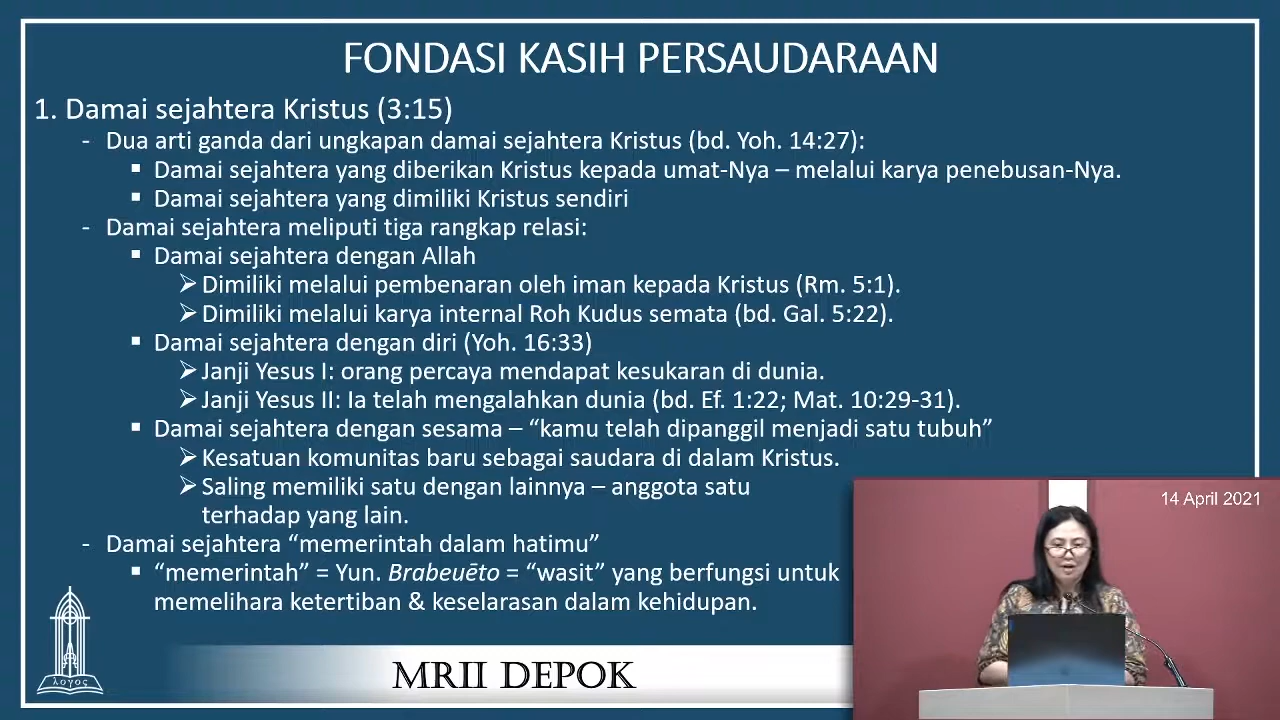 FONDASI KASIH PERSAUDARAAN
1. Damai sejahtera Kristus (3:15)
- Dua arti ganda dari ungkapan damai sejahtera Kristus (bd. Yoh. 14:27):
▪ Damai sejahtera yang diberikan Kristus kepada umat-Nya – melalui karya penebusan-Nya.
▪ Damai sejahtera yang dimiliki Kristus sendiri
- Damai sejahtera meliputi tiga rangkap relasi:
▪ Damai sejahtera dengan Allah
➢ Dimiliki melalui pembenaran oleh iman kepada Kristus (Rm. 5:1).
➢ Dimiliki melalui karya internal Roh Kudus semata (bd. Gal. 5:22).
▪ Damai sejahtera dengan diri (Yoh. 16:33)
➢ Janji Yesus I: orang percaya mendapat kesukaran di dunia.
➢ Janji Yesus II: Ia telah mengalahkan dunia (bd. Ef. 1:22; Mat. 10:29-31).
▪ Damai sejahtera dengan sesama – “kamu telah dipanggil menjadi satu tubuh”
➢ Kesatuan komunitas baru sebagai saudara di dalam Kristus.
➢ Saling memiliki satu dengan lainnya – anggota satu
terhadap yang lain.
- Damai sejahtera “memerintah dalam hatimu”
▪ “memerintah” = Yun. Brabeuēto = “wasit” yang berfungsi untuk
memelihara ketertiban & keselarasan dalam kehidupan.
14 April 2021
λογος
MRII DEPOK